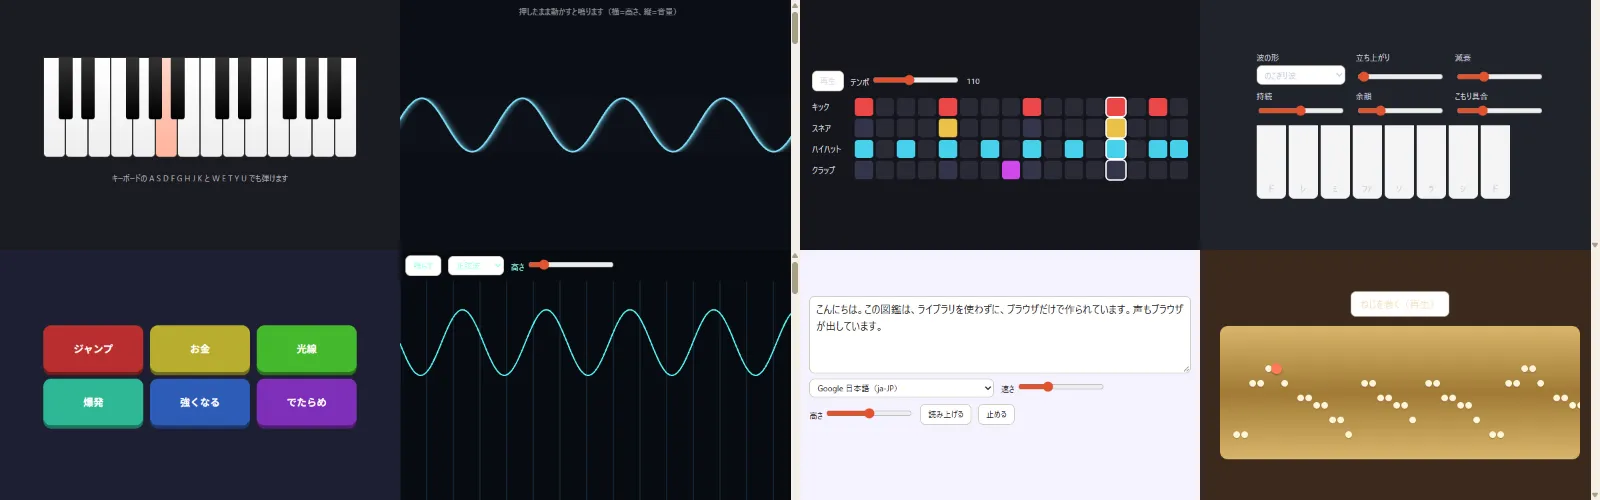 キーボードの A S D F G H J K と W E T Y U でも弾けます
押したまま動かすと鳴ります（横=高さ、縦=音量）
再生
テンポ
110
キック
スネア
ハイハット
クラップ
波の形
立ち上がり
減衰
のこぎり波
持続
余韻
こもり具合
ド
レ
ミ
ファ
ソ
ラ
シ
ド
ジャンプ
お金
光線
爆発
強くなる
でたらめ
高さ
こんにちは。この図鑑は、ライブラリを使わずに、ブラウザだけで作られています。声もブラウザ
が出しています。
Google 日本語（ja-JP）
速さ
高さ
読み上げる
止める
ねじを巻く（再生）